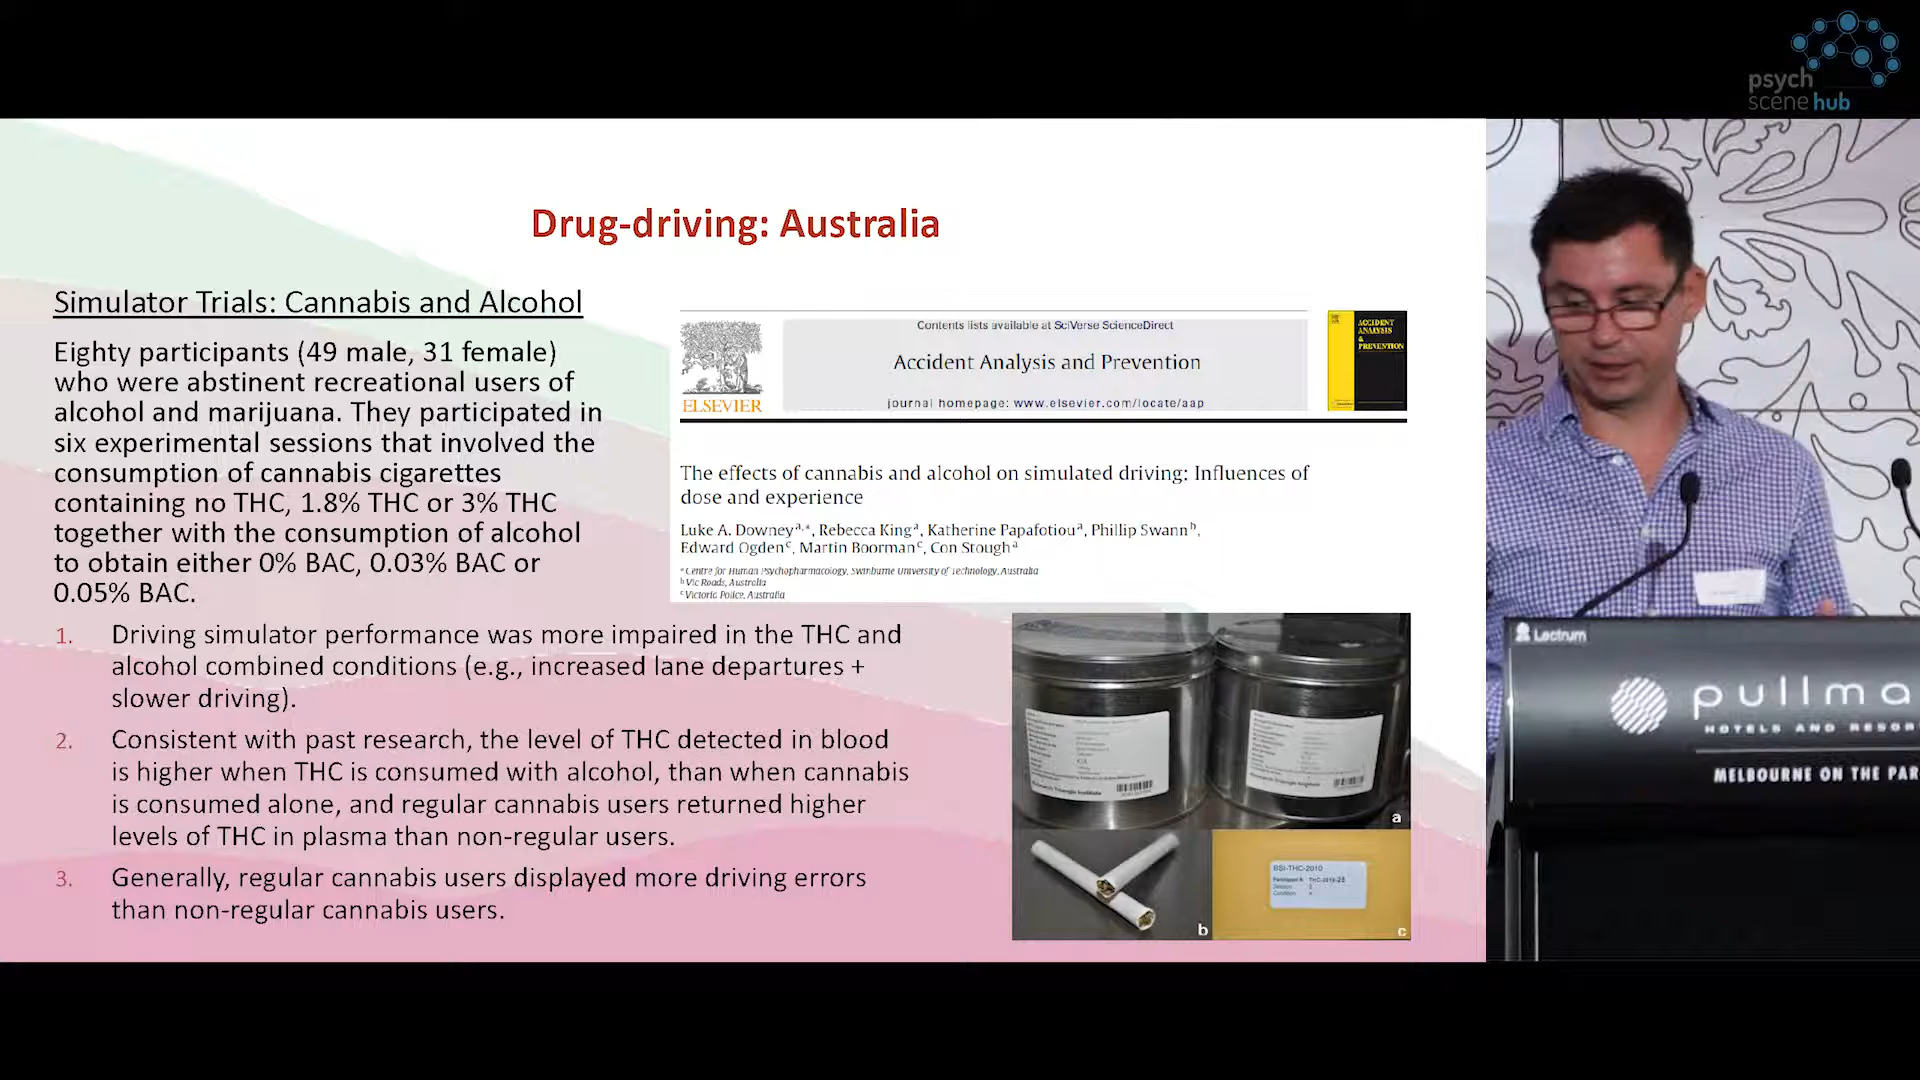 psych
scene hub
Drug-driving: Australia
Simulator Trials: Cannabis and Alcohol
Eighty participants (49 male, 31 female)
who were abstinent recreational users of
alcohol and marijuana. They participated in
six experimental sessions that involved the
consumption of cannabis cigarettes
containing no THC, 1.8% THC or 3% THC
together with the consumption of alcohol
to obtain either 0% BAC, 0.03% BAC or
0.05% BAC.
1. Driving simulator performance was more impaired in the THC and
alcohol combined conditions (e.g., increased lane departures +
slower driving).
2. Consistent with past research, the level of THC detected in blood
is higher when THC is consumed with alcohol, than when cannabis
is consumed alone, and regular cannabis users returned higher
levels of THC in plasma than non-regular users.
3. Generally, regular cannabis users displayed more driving errors
than non-regular cannabis users.
Contents lists available at SciVerse ScienceDirect
Accident Analysis and Prevention
journal homepage: www.elsevier.com/locate/aap
ELSEVIER
ACCIDENT
ANALYSIS
&
PREVENTION
The effects of cannabis and alcohol on simulated driving: Influences of
dose and experience
Luke A. Downey a,*, Rebecca King a, Katherine Papafotiou a, Phillip Swann b,
Edward Ogden c, Martin Boorman c, Con Stough a
a Centre for Human Psychopharmacology, Swinburne University of Technology, Australia
b Vic Roads, Australia
c Victoria Police, Australia
a
b
BSI-THC-2010
c
Lectrum
pullma
HOTELS AND RESOR
MELBOURNE ON THE PAR